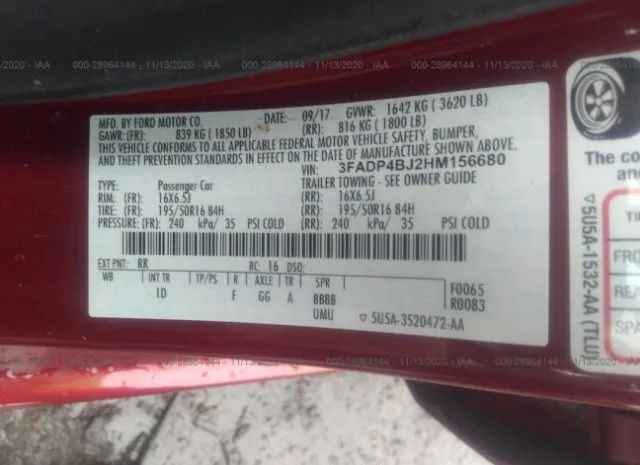 000-28964144 - 11/13/2020 - IAA
MFD. BY FORD MOTOR CO. DATE: 09/17 GVWR: 1642 KG ( 3620 LB)
GAWR:(FR): 839 KG ( 1850 LB) (RR): 816 KG ( 1800 LB)
THIS VEHICLE CONFORMS TO ALL APPLICABLE FEDERAL MOTOR VEHICLE SAFETY, BUMPER,
AND THEFT PREVENTION STANDARDS IN EFFECT ON THE DATE OF MANUFACTURE SHOWN ABOVE.
VIN: 3FADP4BJ2HM156680
TYPE: Passenger Car TRAILER TOWING - SEE OWNER GUIDE
RIM: (FR): 16X6.5J (RR): 16X6.5J
TIRE: (FR): 195/50R16 84H (RR): 195/50R16 84H
PRESSURE: (FR): 240 kPa/ 35 PSI COLD (RR): 240 kPa/ 35 PSI COLD
EXT PNT: RR RC: 16 DSO:
WB INT TR TP/PS R AXLE TR SPR
1D F GG A BBBB F0065
UMU R0083
▽ 5U5A-3520472-AA
▽5U5A-1532-AA (TLU)
The co
and
TI
FRO
REA
SPA